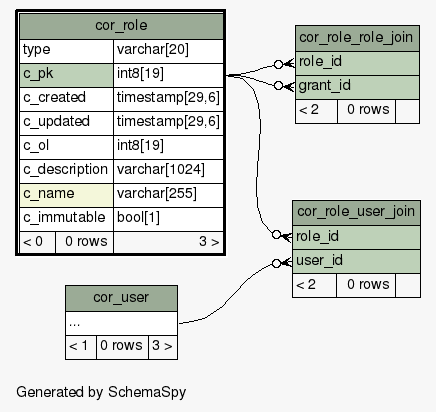 cor_role
type varchar[20]
c_pk int8[19]
c_created timestamp[29,6]
c_updated timestamp[29,6]
c_ol int8[19]
c_description varchar[1024]
c_name varchar[255]
c_immutable bool[1]
< 0 0 rows 3 >
cor_role_role_join
role_id
grant_id
< 2 0 rows
cor_role_user_join
role_id
user_id
< 2 0 rows
cor_user
...
< 1 0 rows 3 >
Generated by SchemaSpy